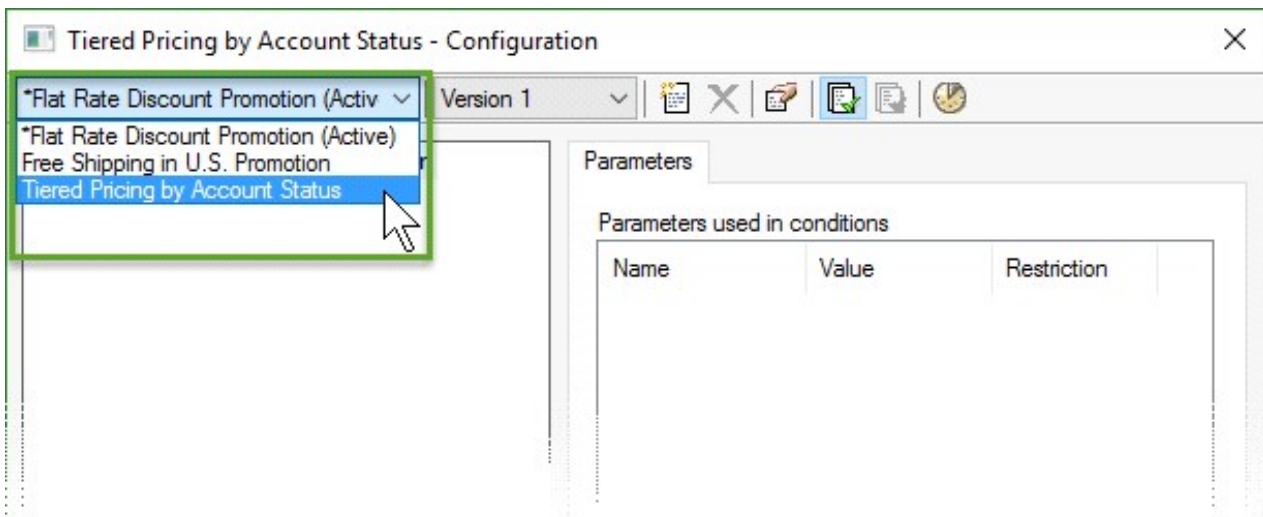 Tiered Pricing by Account Status - Configuration
*Flat Rate Discount Promotion (Activ
Version 1
*Flat Rate Discount Promotion (Active)
Free Shipping in U.S. Promotion
Tiered Pricing by Account Status
Parameters
Parameters used in conditions
Name Value Restriction